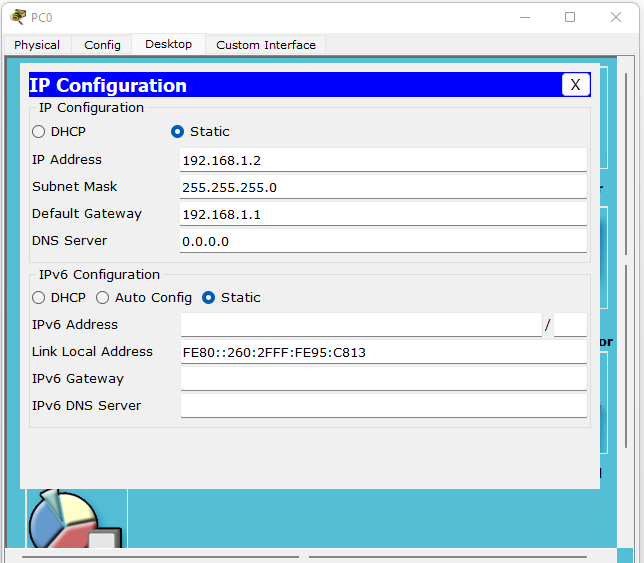 PC0
Physical Config Desktop Custom Interface
IP Configuration X
IP Configuration
DHCP Static
IP Address 192.168.1.2
Subnet Mask 255.255.255.0
Default Gateway 192.168.1.1
DNS Server 0.0.0.0
IPv6 Configuration
DHCP Auto Config Static
IPv6 Address /
Link Local Address FE80::260:2FFF:FE95:C813
IPv6 Gateway
IPv6 DNS Server